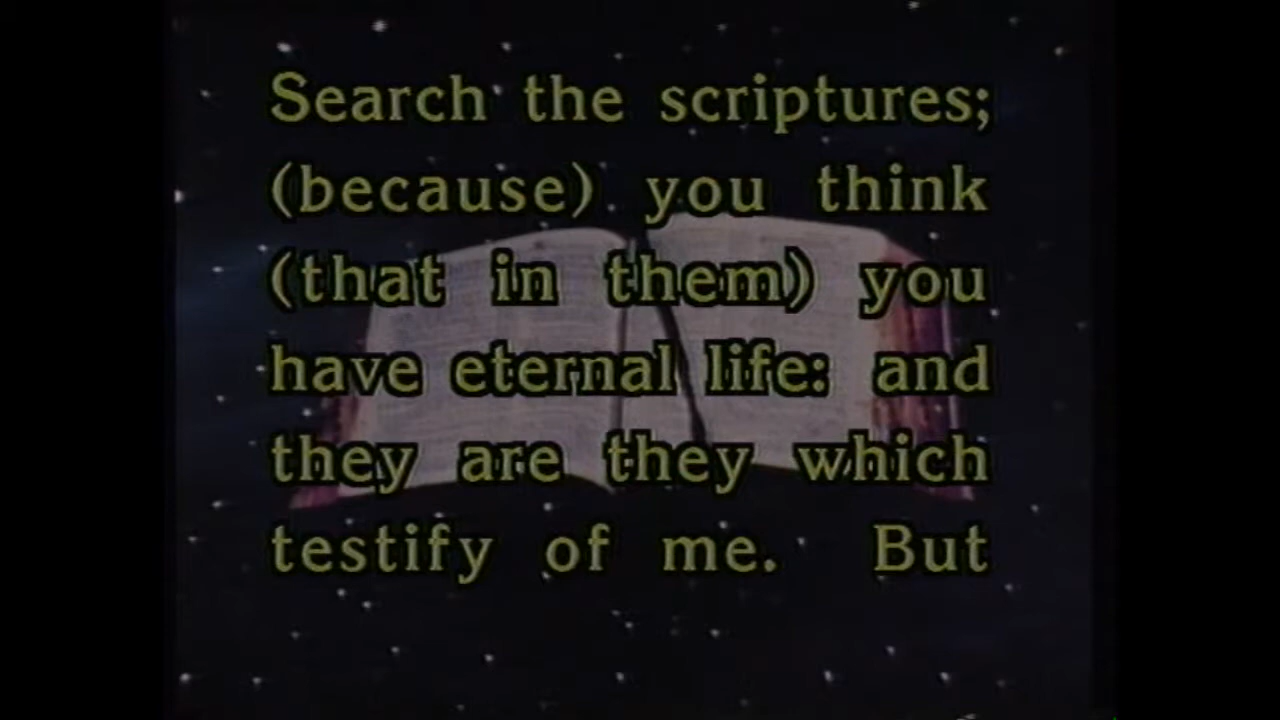 Search the scriptures;
(because) you think
(that in them) you
have eternal life: and
they are they which
testify of me. But